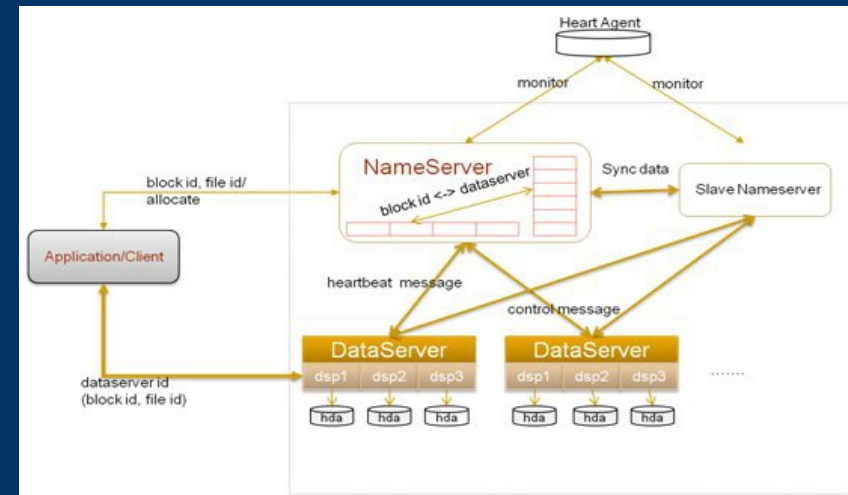 Heart Agent
monitor
monitor
NameServer
block id <-> dataserver
Sync data
Slave Nameserver
block id, file id/
allocate
Application/Client
heartbeat message
control message
DataServer
dsp1 dsp2 dsp3
hda hda hda
DataServer
dsp1 dsp2 dsp3
hda hda hda
.......
dataserver id
(block id, file id)